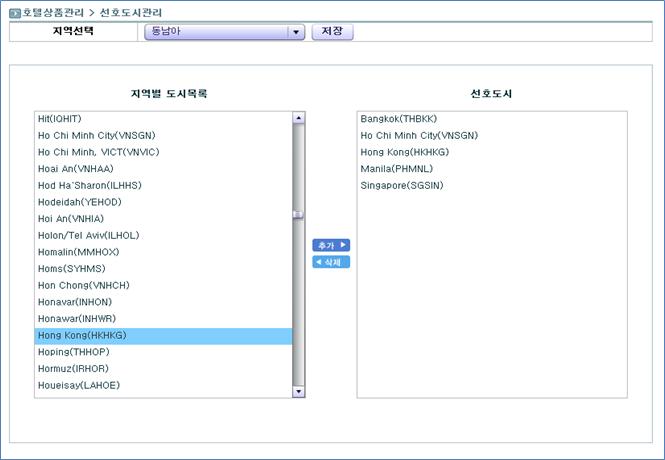 호텔상품관리 > 선호도시관리
지역선택 동남아 저장
지역별 도시목록
Hit(IQHIT)
Ho Chi Minh City(VNSGN)
Ho Chi Minh, VICT(VNVIC)
Hoai An(VNHAA)
Hod Ha'Sharon(ILHHS)
Hodeidah(YEHOD)
Hoi An(VNHIA)
Holon/Tel Aviv(ILHOL)
Homalin(MMHOX)
Homs(SYHMS)
Hon Chong(VNHCH)
Honavar(INHON)
Honawar(INHWR)
Hong Kong(HKHKG)
Hoping(THHOP)
Hormuz(IRHOR)
Houeisay(LAHOE)
추가
삭제
선호도시
Bangkok(THBKK)
Ho Chi Minh City(VNSGN)
Hong Kong(HKHKG)
Manila(PHMNL)
Singapore(SGSIN)